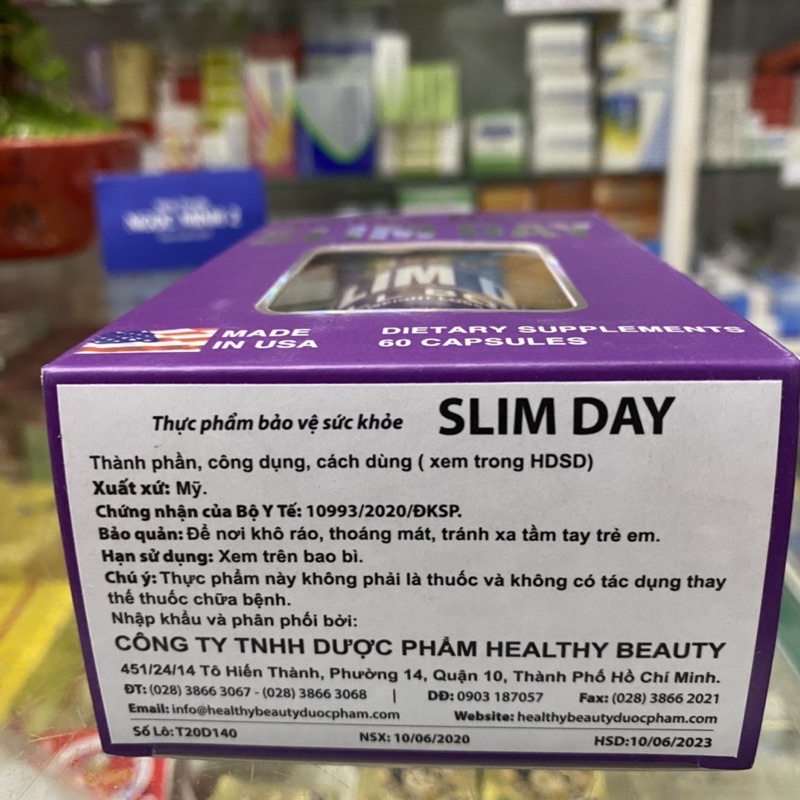 NGỌC MINH 2
SLIM DAY
MADE
IN USA
DIETARY SUPPLEMENTS
60 CAPSULES
Thực phẩm bảo vệ sức khỏe
SLIM DAY
Thành phần, công dụng, cách dùng ( xem trong HDSD)
Xuất xứ: Mỹ.
Chứng nhận của Bộ Y Tế: 10993/2020/ĐKSP.
Bảo quản: Để nơi khô ráo, thoáng mát, tránh xa tầm tay trẻ em.
Hạn sử dụng: Xem trên bao bì.
Chú ý: Thực phẩm này không phải là thuốc và không có tác dụng thay
thế thuốc chữa bệnh.
Nhập khẩu và phân phối bởi:
CÔNG TY TNHH DƯỢC PHẨM HEALTHY BEAUTY
451/24/14 Tô Hiến Thành, Phường 14, Quận 10, Thành Phố Hồ Chí Minh.
ĐT: (028) 3866 3067 - (028) 3866 3068 | DĐ: 0903 187057 Fax: (028) 3866 2021
Email: info@healthybeautyduocpham.com Website: healthybeautyduocpham.com
Số Lô: T20D140 NSX: 10/06/2020 HSD:10/06/2023